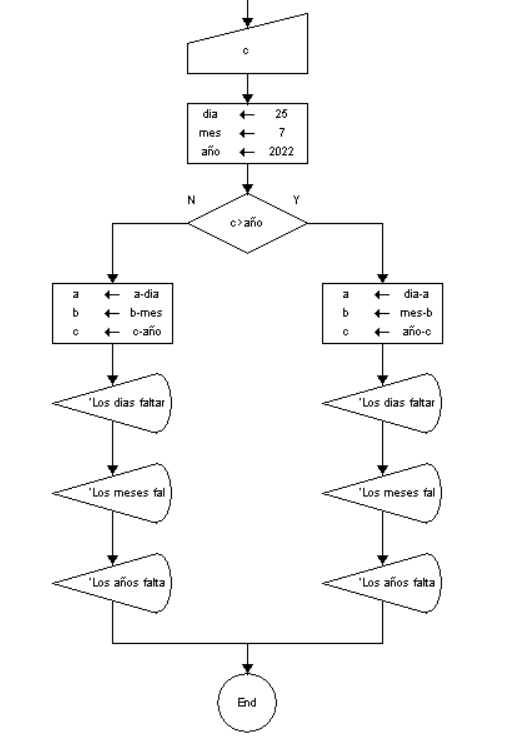 c
dia ← 25
mes ← 7
año ← 2022
N
Y
c>año
a ← a-dia
b ← b-mes
c ← c-año
a ← dia-a
b ← mes-b
c ← año-c
'Los dias faltar
'Los dias faltar
'Los meses fal
'Los meses fal
'Los años falta
'Los años falta
End